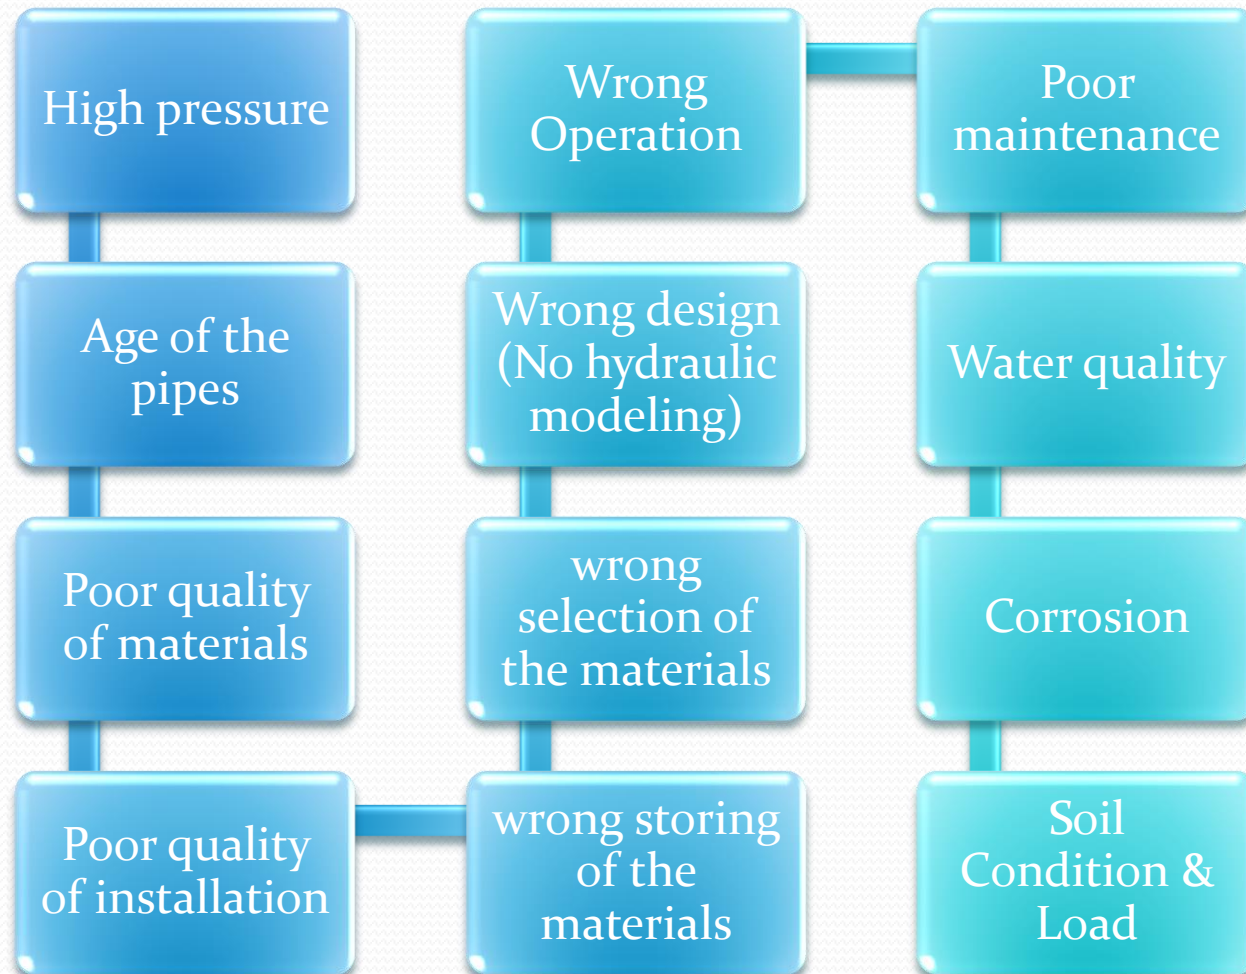 High pressure
Age of the
pipes
Poor quality
of materials
Poor quality
of installation
wrong storing
of the
materials
wrong
selection of
the materials
Wrong design
(No hydraulic
modeling)
Wrong
Operation
Poor
maintenance
Water quality
Corrosion
Soil
Condition &
Load